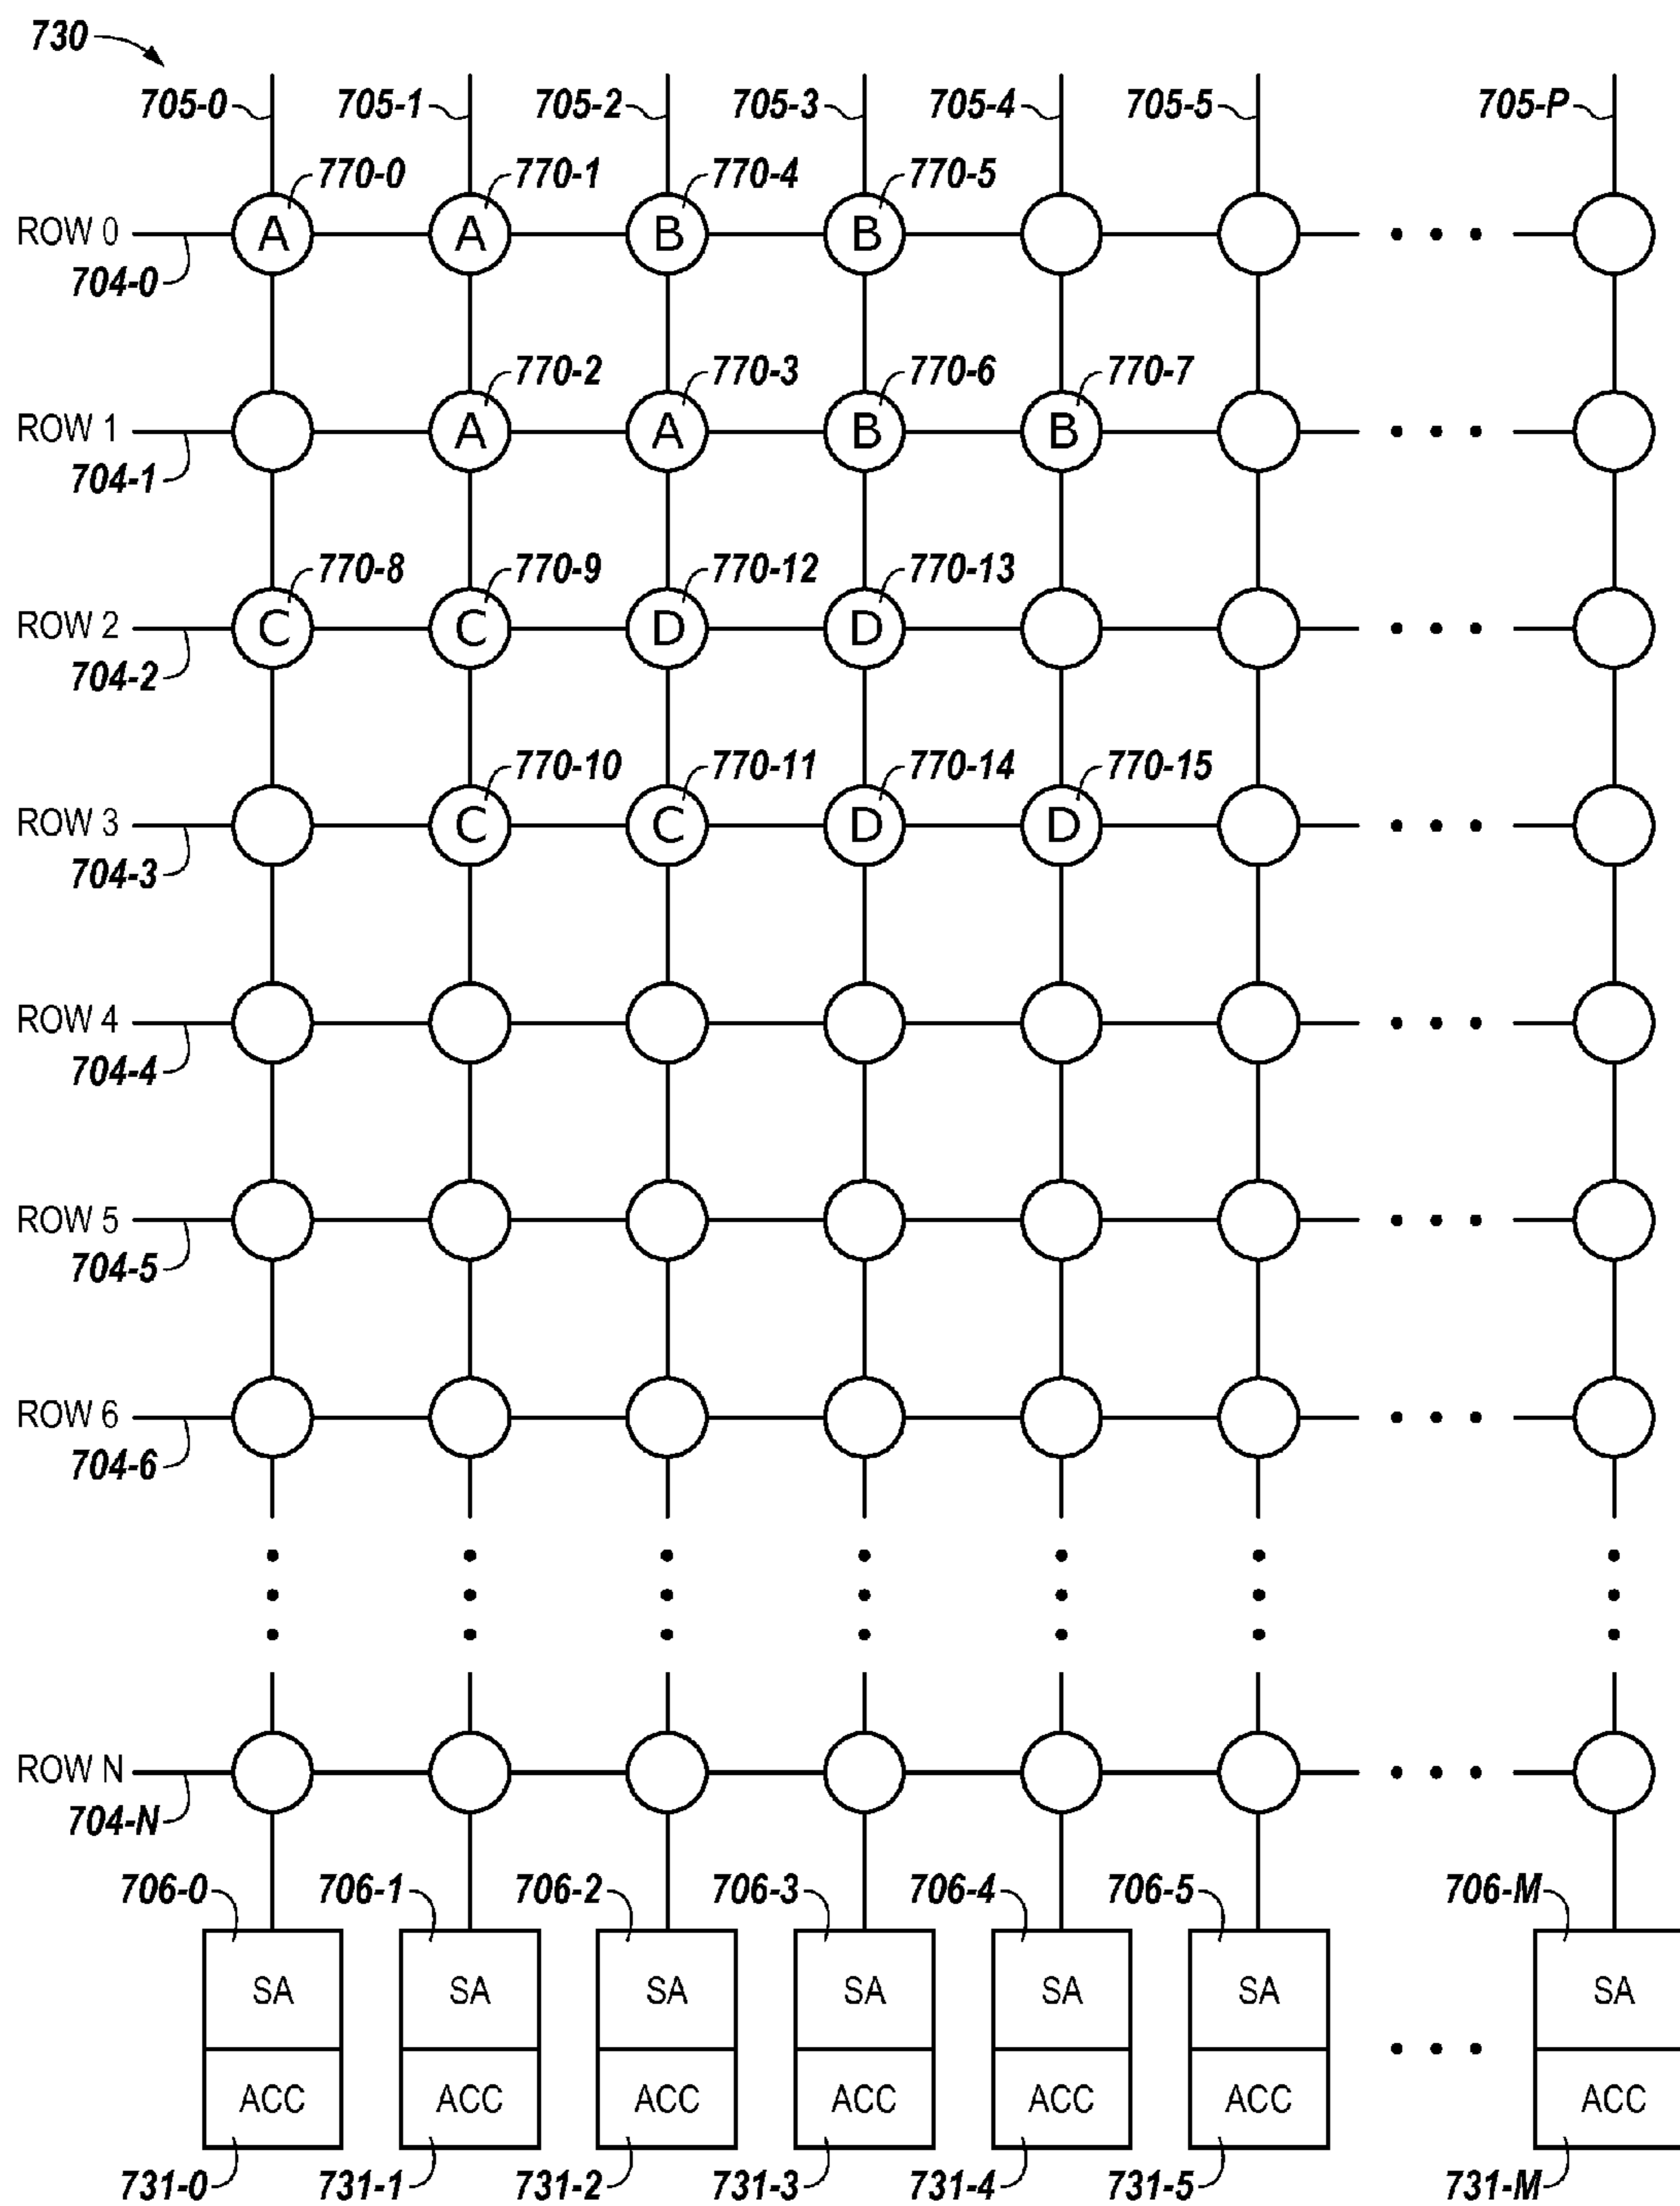 730
705-0 705-1 705-2 705-3 705-4 705-5 705-P
770-0 770-1 770-4 770-5
ROW 0 A A B B
704-0
770-2 770-3 770-6 770-7
ROW 1 A A B B
704-1
770-8 770-9 770-12 770-13
ROW 2 C C D D
704-2
770-10 770-11 770-14 770-15
ROW 3 C C D D
704-3
ROW 4
704-4
ROW 5
704-5
ROW 6
704-6
ROW N
704-N
706-0 706-1 706-2 706-3 706-4 706-5 706-M
SA SA SA SA SA SA SA
ACC ACC ACC ACC ACC ACC ACC
731-0 731-1 731-2 731-3 731-4 731-5 731-M